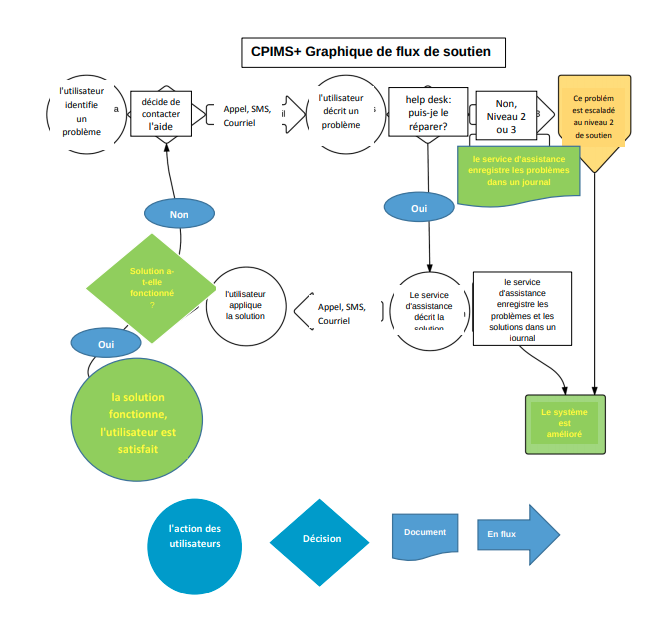 CPIMS+ Graphique de flux de soutien
l'utilisateur
identifie
un
problème
a
décide de
contacter
l'aide
Appel, SMS,
Courriel
il
l'utilisateur
décrit un
problème
help desk:
puis-je le
réparer?
Non,
Niveau 2
ou 3
3
Ce problém
est escaladé
au niveau 2
de soutien
le service d'assistance
enregistre les problèmes
dans un journal
Non
Oui
Solution a-
t-elle
fonctionné
?
l'utilisateur
applique
la solution
Appel, SMS,
Courriel
Le service
d'assistance
décrit la
solution
le service
d'assistance
enregistre les
problèmes et les
solutions dans un
journal
Oui
la solution
fonctionne,
l'utilisateur est
satisfait
Le système
est
amélioré
l'action des
utilisateurs
Décision
Document
En flux